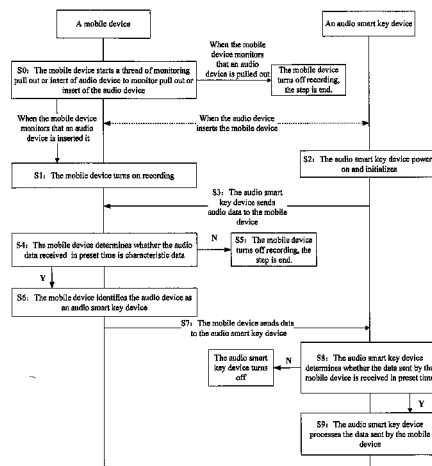 A mobile device
An audio smart key device
S0: The mobile device starts a thread of monitoring
pull out or insert of audio device to monitor pull out or
insert of the audio device
When the mobile
device monitors
that an audio
device is pulled out
The mobile device
turns off recording,
the step is end.
When the mobile device
monitors that an audio
device is inserted it
When the audio device
inserts the mobile device
S1: The mobile device turns on recording
S2: The audio smart key device power
on and initializes
S3: The audio smart
key device sends
audio data to the mobile
device
S4: The mobile device determines whether the audio
data received in preset time is characteristic data
N
S5: The mobile device
turns off recording, the
step is end.
Y
S6: The mobile device identifies the audio device as
an audio smart key device
S7: The mobile device sends data
to the audio smart key device
The audio smart
key device turns
off
N
S8: The audio smart key device
determines whether the data sent by the
mobile device is received in preset time
Y
S9: The audio smart key device
processes the data sent by the mobile
device